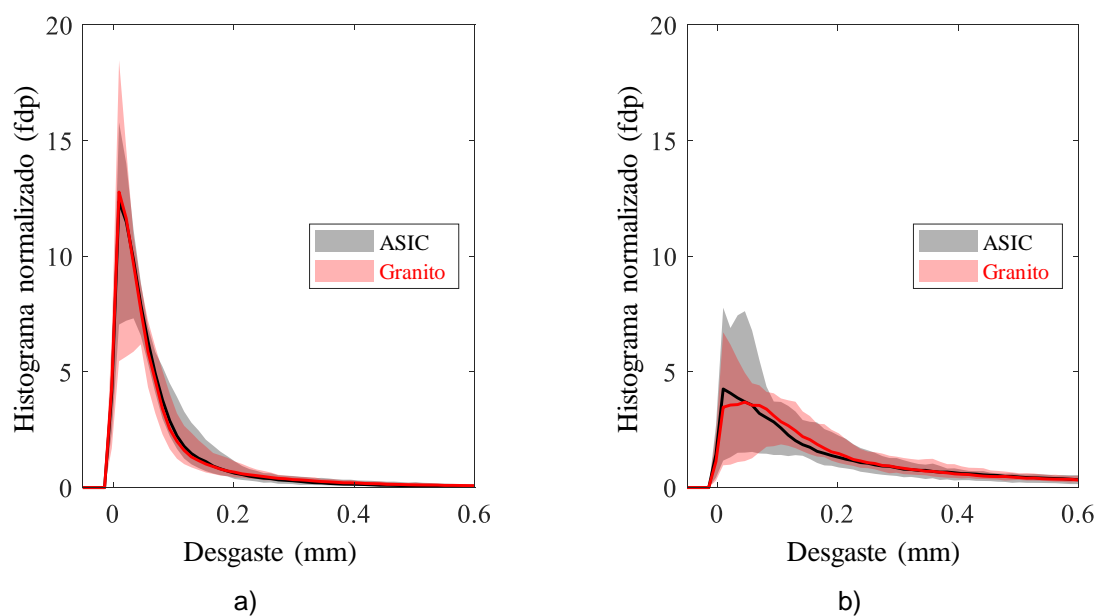 20
15
10
5
0
Histograma normalizado (fdp)
ASIC
Granito
0
0.2
0.4
0.6
Desgaste (mm)
a)
20
15
10
5
0
Histograma normalizado (fdp)
ASIC
Granito
0
0.2
0.4
0.6
Desgaste (mm)
b)